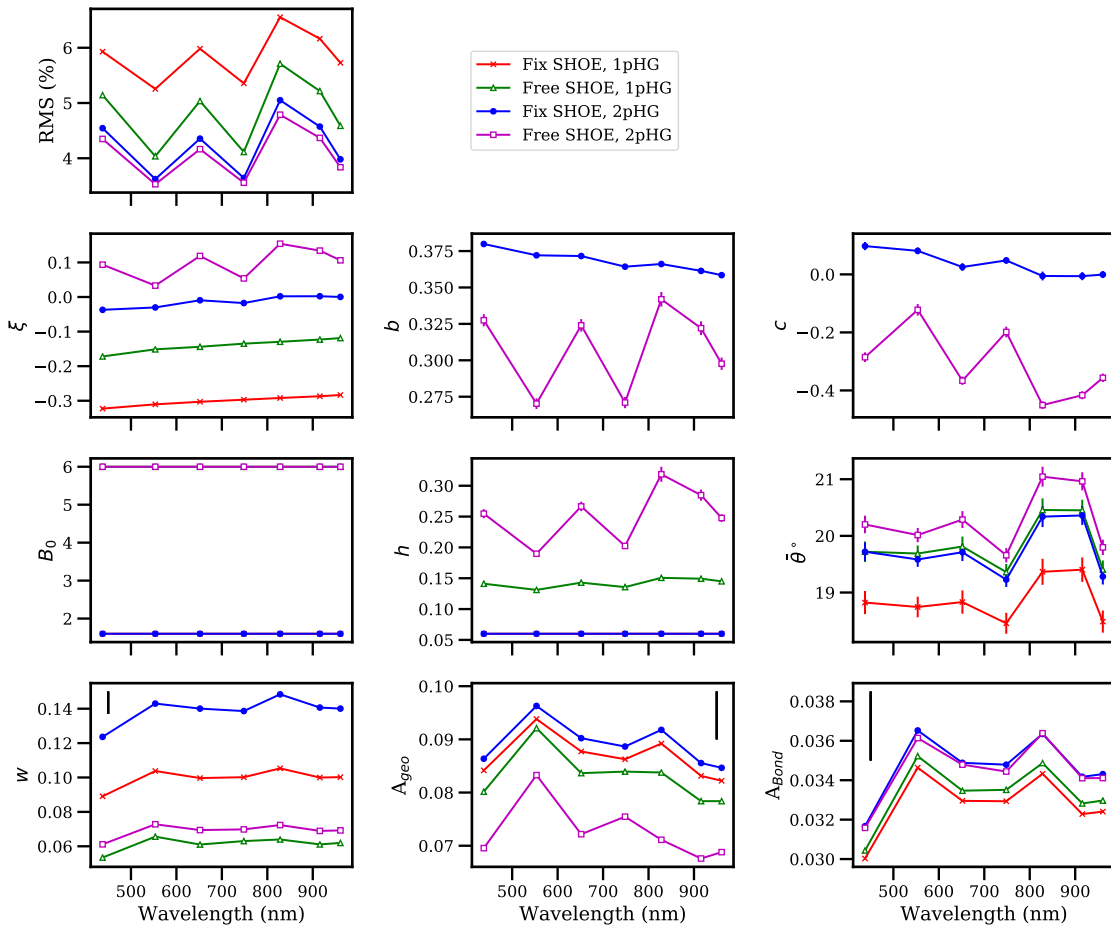 6
5
4
RMS (%)
Fix SHOE, 1pHG
Free SHOE, 1pHG
Fix SHOE, 2pHG
Free SHOE, 2pHG
0.1
0.0
−0.1
−0.2
−0.3
ξ
0.375
0.350
0.325
0.300
0.275
b
0.0
−0.2
−0.4
c
6
5
4
3
2
B₀
0.30
0.25
0.20
0.15
0.10
0.05
h
21
20
19
θ̄°
0.14
0.12
0.10
0.08
0.06
w
500 600 700 800 900
Wavelength (nm)
0.10
0.09
0.08
0.07
A_geo
500 600 700 800 900
Wavelength (nm)
0.038
0.036
0.034
0.032
0.030
A_Bond
500 600 700 800 900
Wavelength (nm)